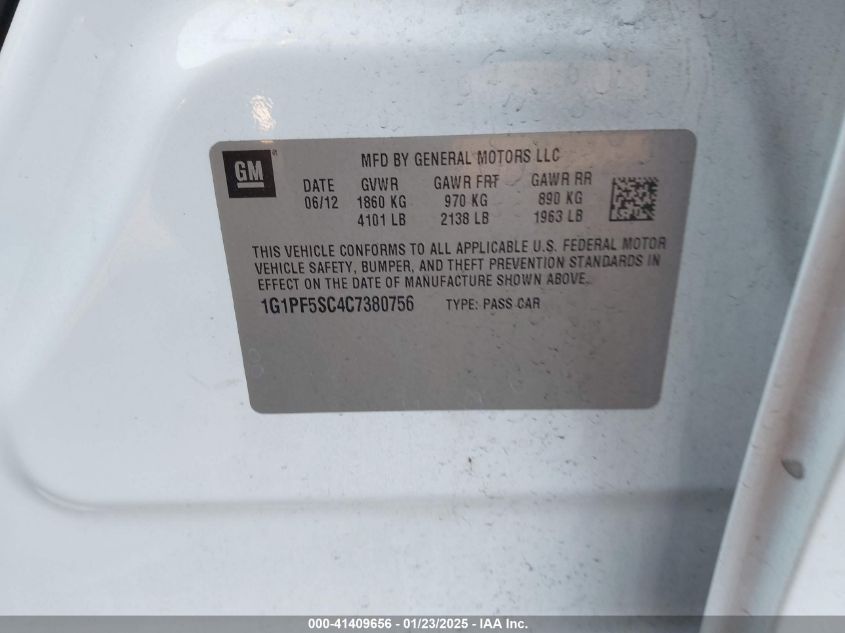 GM
MFD BY GENERAL MOTORS LLC
DATE GVWR GAWR FRT GAWR RR
06/12 1860 KG 970 KG 890 KG
4101 LB 2138 LB 1963 LB
THIS VEHICLE CONFORMS TO ALL APPLICABLE U.S. FEDERAL MOTOR
VEHICLE SAFETY, BUMPER, AND THEFT PREVENTION STANDARDS IN
EFFECT ON THE DATE OF MANUFACTURE SHOWN ABOVE.
1G1PF5SC4C7380756 TYPE: PASS CAR
000-41409656 - 01/23/2025 - IAA Inc.